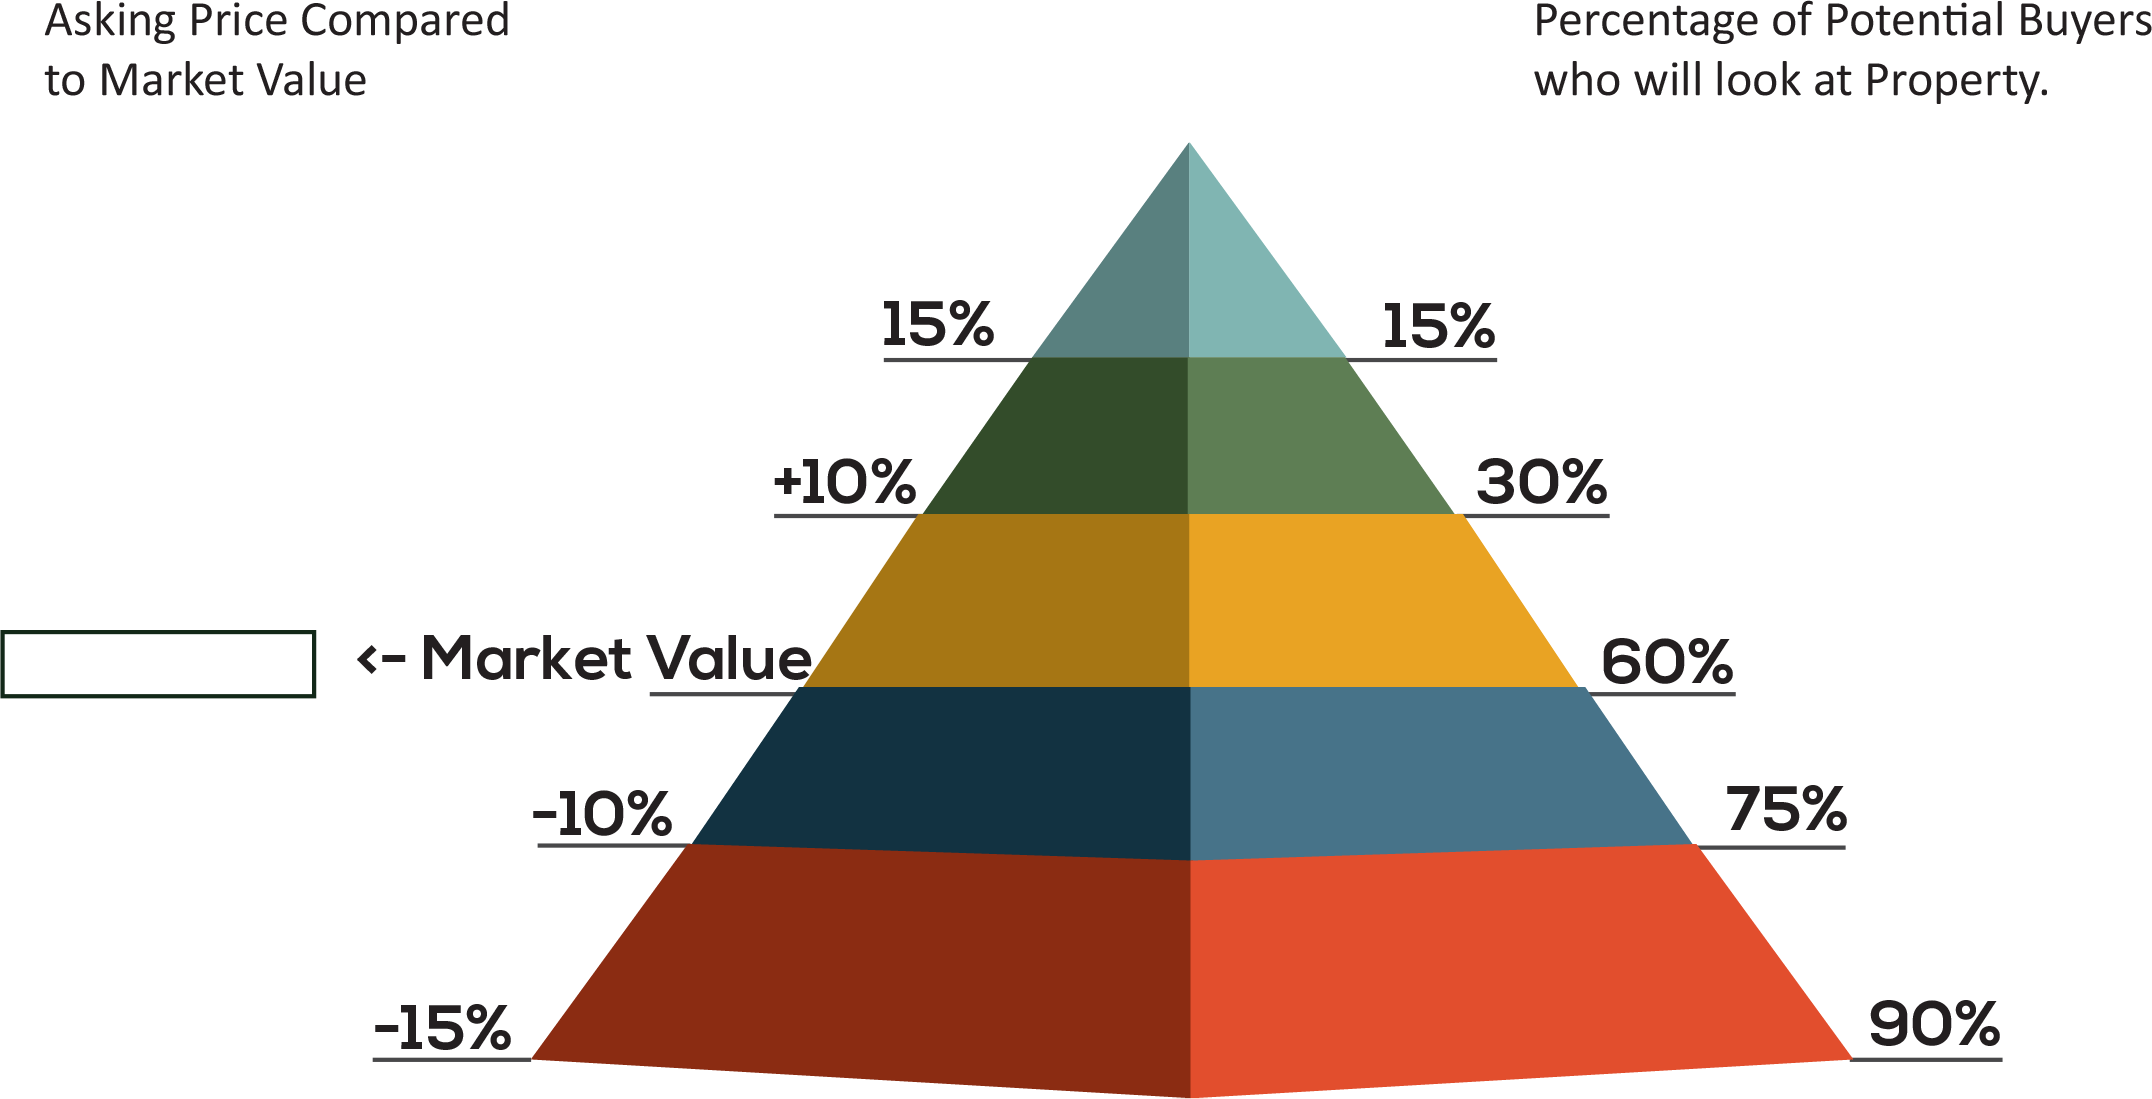 Asking Price Compared
to Market Value
Percentage of Potential Buyers
who will look at Property.
15%
15%
+10%
30%
<- Market Value
60%
-10%
75%
-15%
90%